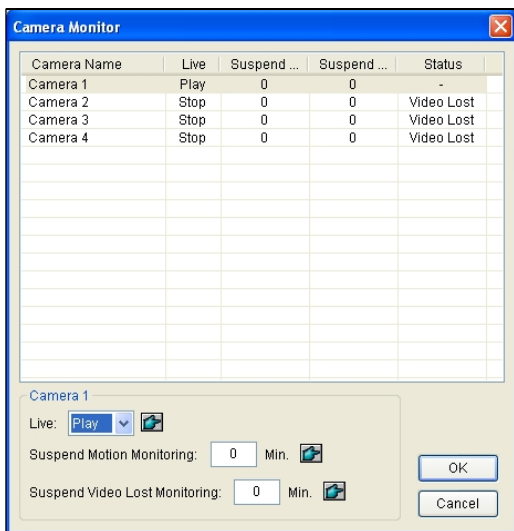 Camera Monitor
Camera Name Live Suspend ... Suspend ... Status
Camera 1 Play 0 0 -
Camera 2 Stop 0 0 Video Lost
Camera 3 Stop 0 0 Video Lost
Camera 4 Stop 0 0 Video Lost
Camera 1
Live: Play
Suspend Motion Monitoring: 0 Min.
Suspend Video Lost Monitoring: 0 Min.
OK
Cancel